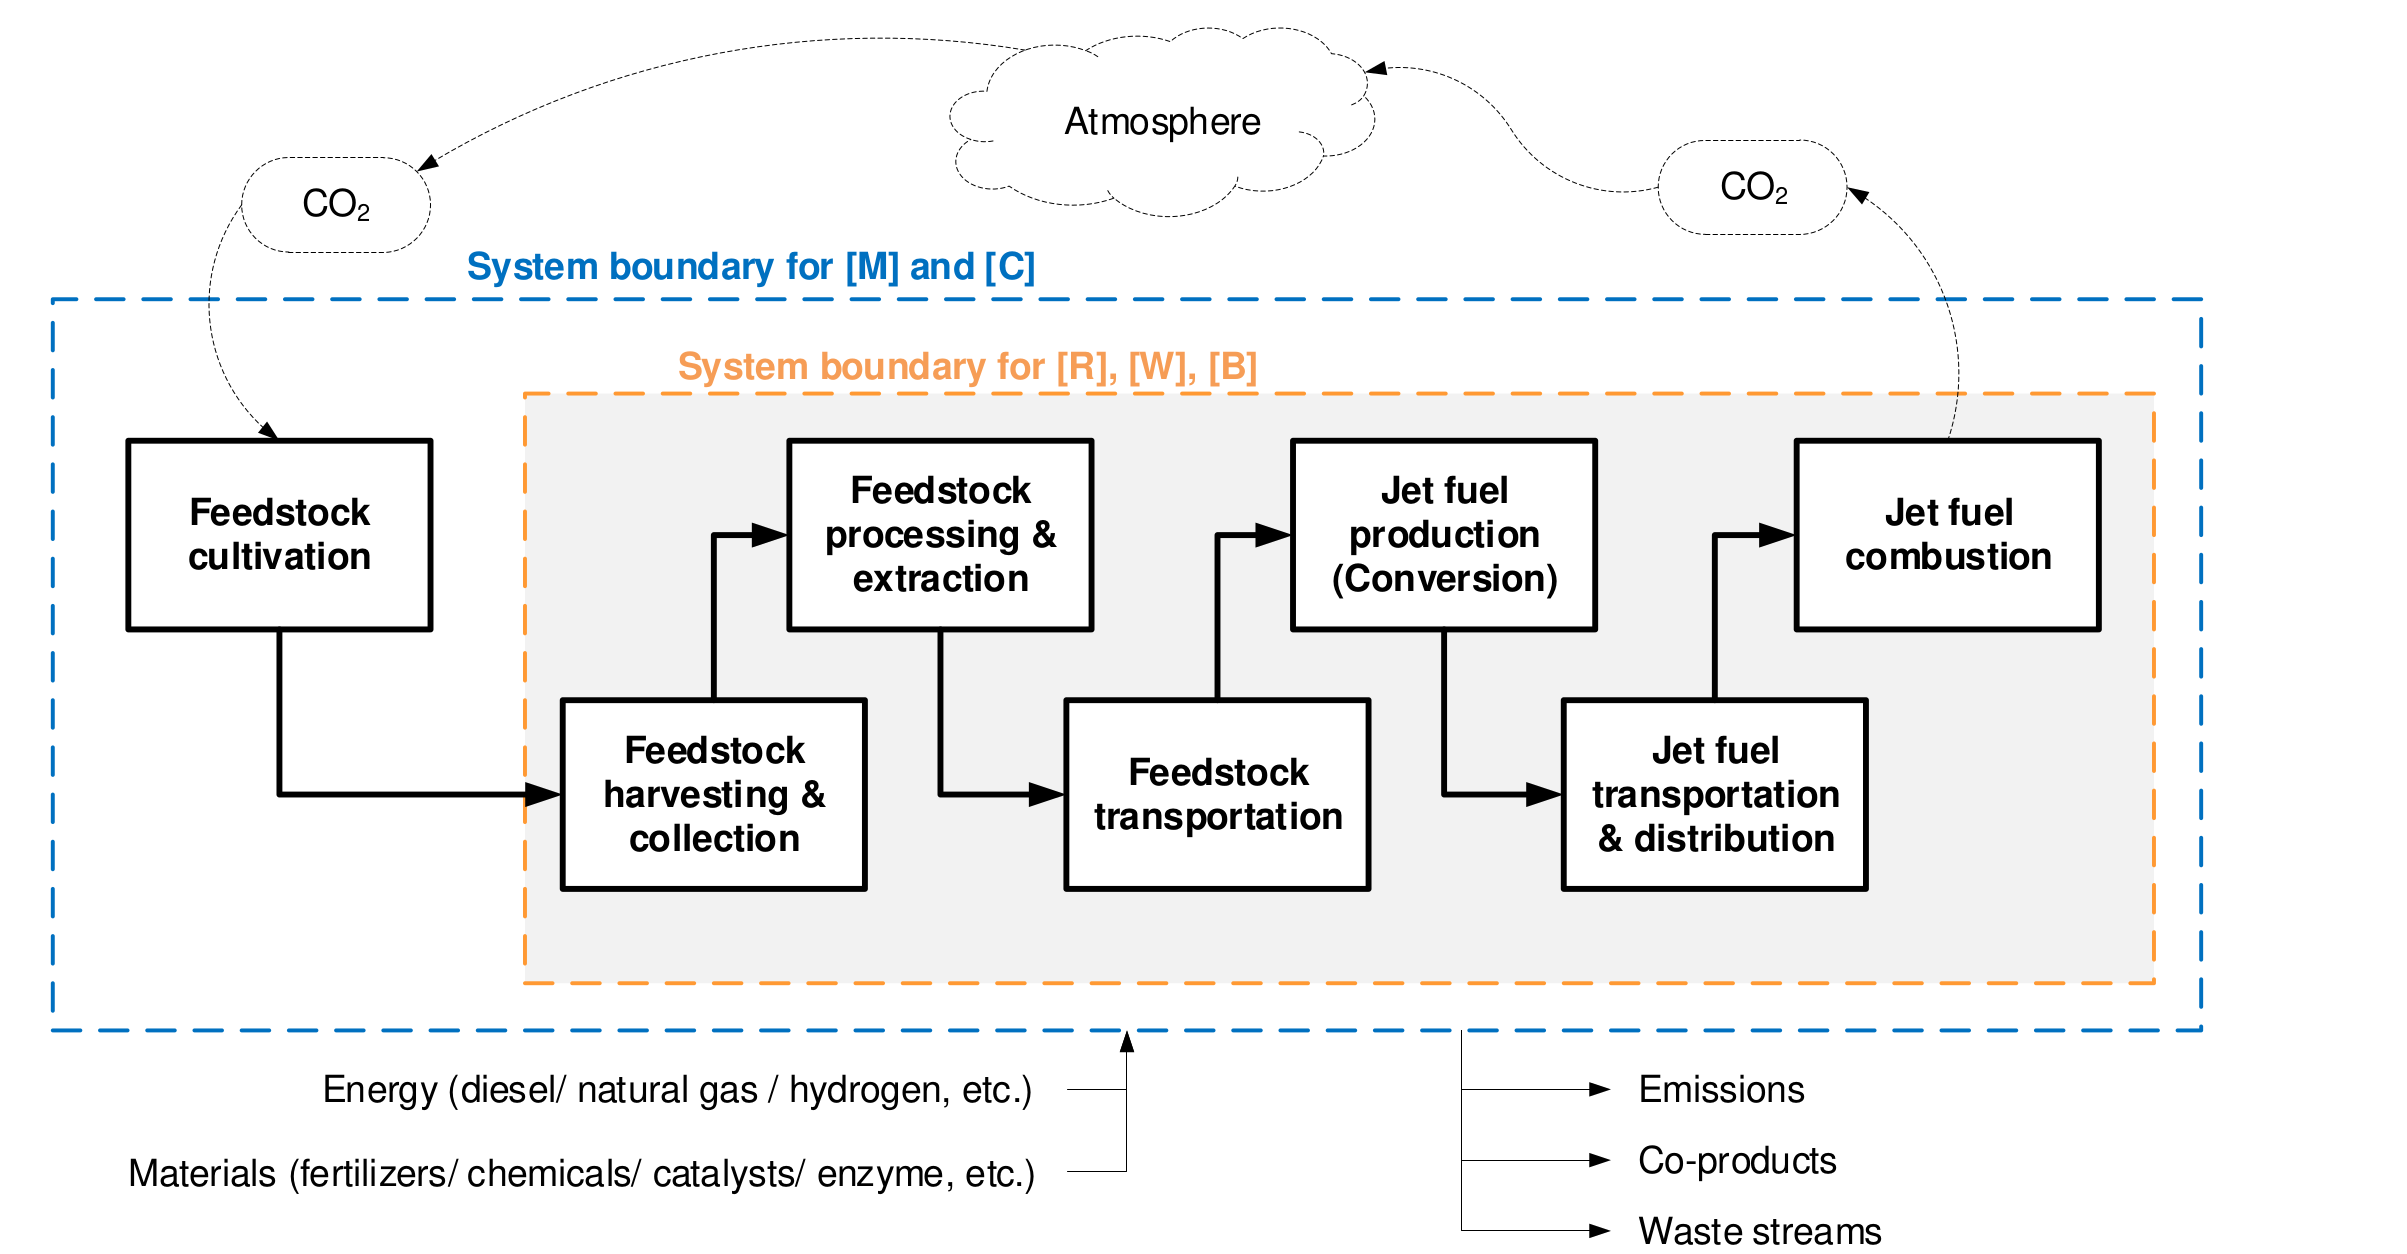 Atmosphere
CO₂
CO₂
System boundary for [M] and [C]
System boundary for [R], [W], [B]
Feedstock
cultivation
Feedstock
processing &
extraction
Jet fuel
production
(Conversion)
Jet fuel
combustion
Feedstock
harvesting &
collection
Feedstock
transportation
Jet fuel
transportation
& distribution
Energy (diesel/ natural gas / hydrogen, etc.)
Materials (fertilizers/ chemicals/ catalysts/ enzyme, etc.)
Emissions
Co-products
Waste streams